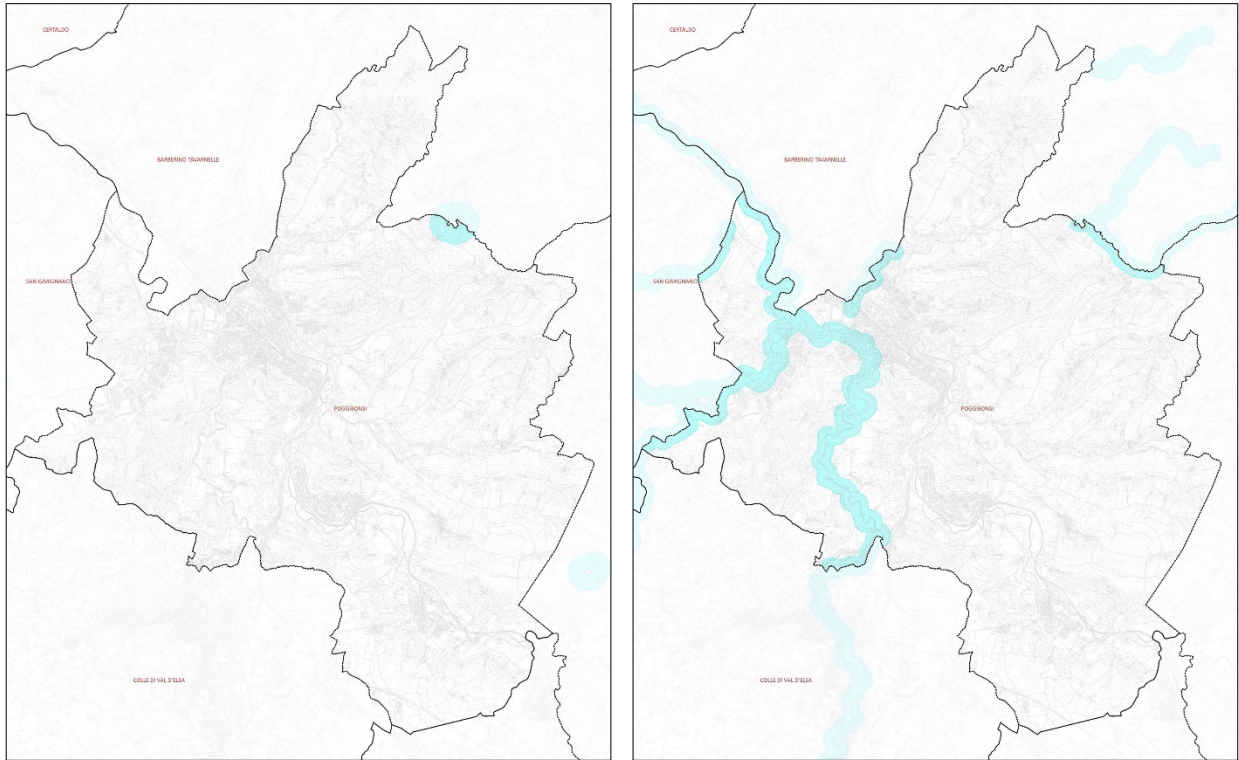 CERTALDO
BARBERINO TAVARNELLE
SAN GIMIGNANO
POGGIBONSI
COLLE DI VAL D'ELSA
CERTALDO
BARBERINO TAVARNELLE
SAN GIMIGNANO
POGGIBONSI
COLLE DI VAL D'ELSA